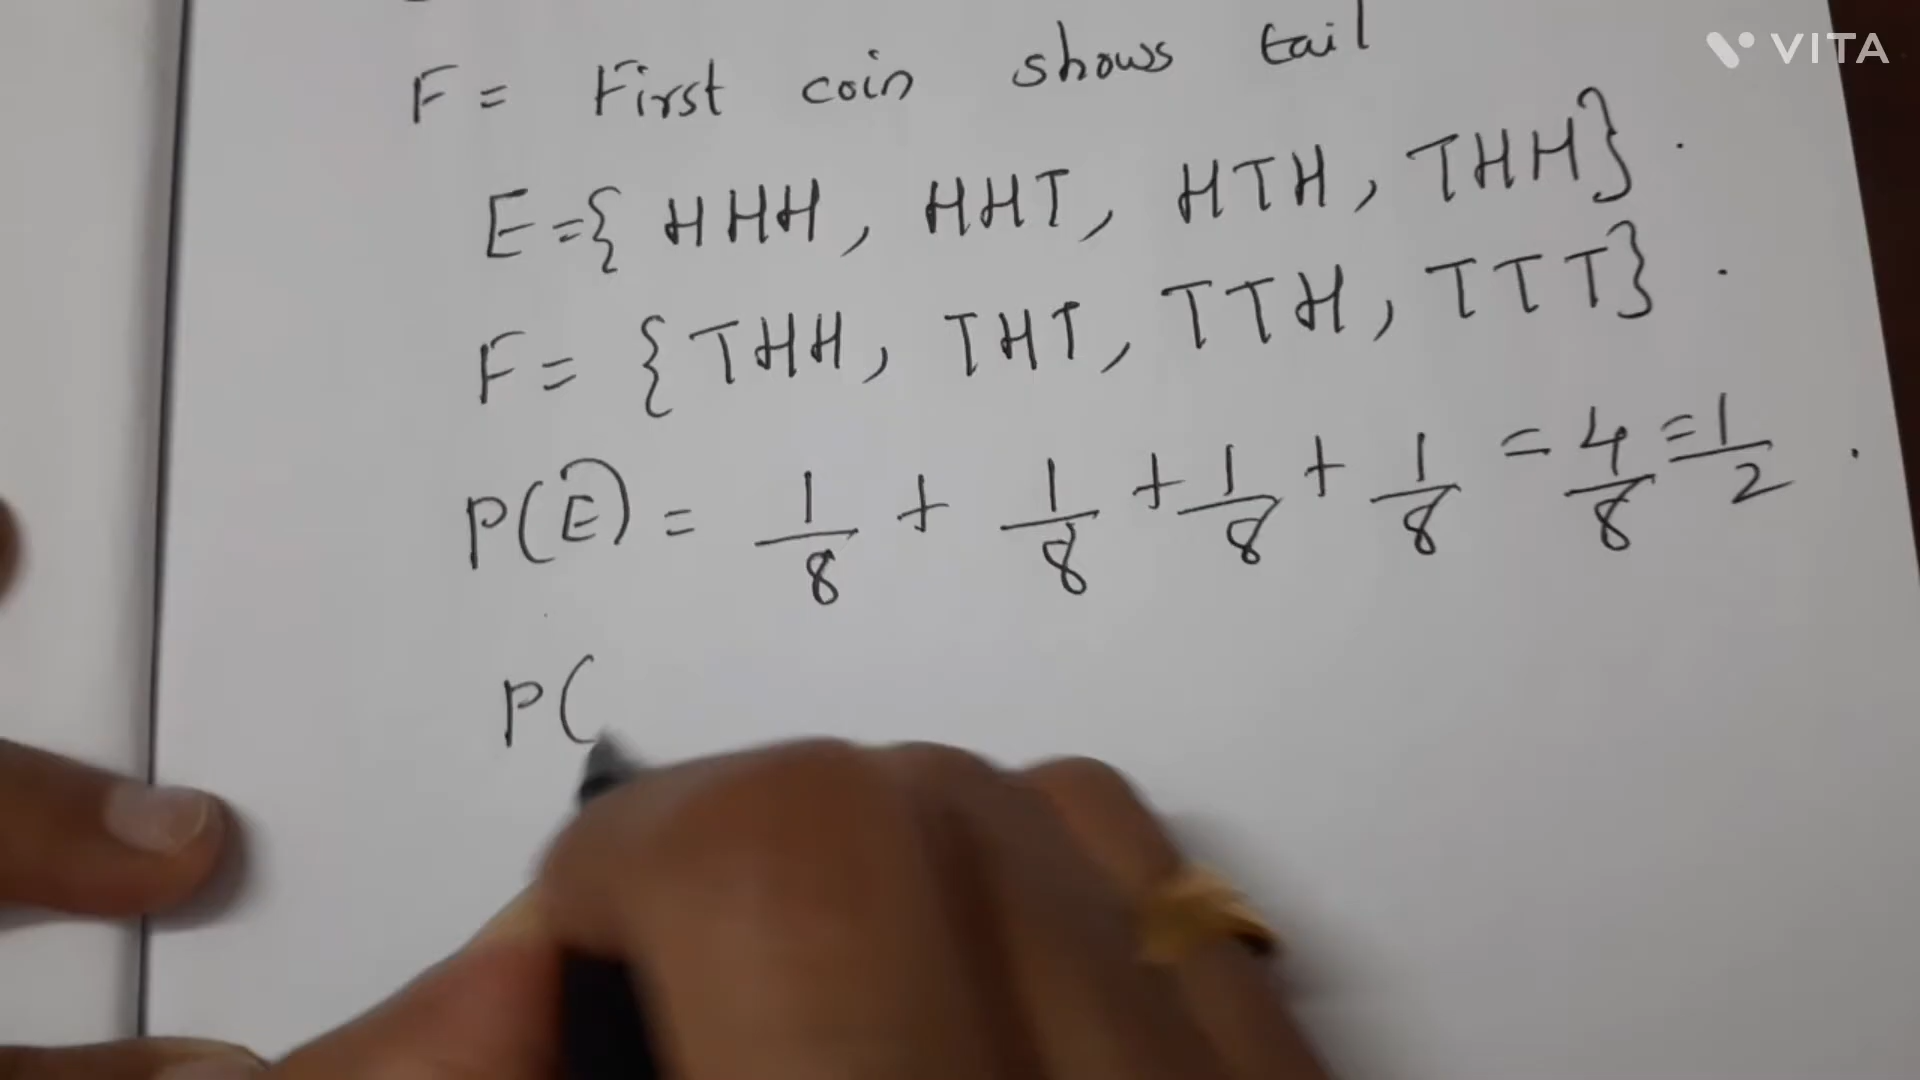 VITA
F = First coin shows tail
E = { HHH, HHT, HTH, THH} .
F = {THH, THT, TTH, TTT} .
P(E) = 1/8 + 1/8 + 1/8 + 1/8 = 4/8 = 1/2 .
P(